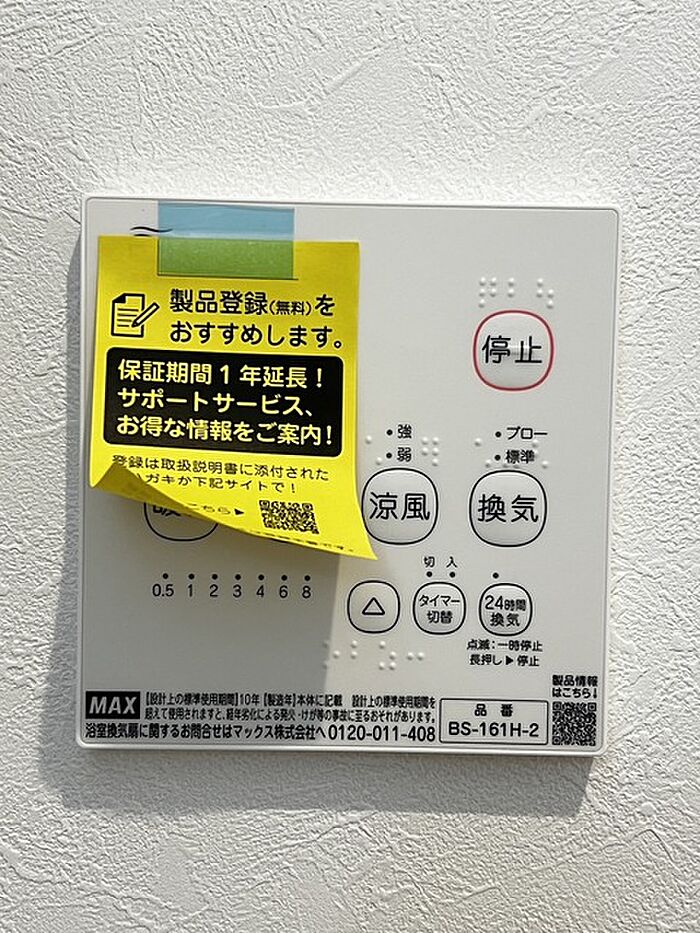 製品登録(無料)を
おすすめします。
保証期間1年延長!
サポートサービス、
お得な情報をご案内!
登録は取扱説明書に添付された
ガキか下記サイトで!
こちら▶
停止
・強
・弱
・ブロー
・標準
涼風
換気
切 入
0.5 1 2 3 4 6 8
△
タイマー
切替
24時間
換気
点滅:一時停止
長押し▶停止
製品情報
はこちら↓
MAX
【設計上の標準使用期間】10年【製造年】本体に記載 設計上の標準使用期間を
超えて使用されますと、経年劣化による発火・けが等の事故に至るおそれがあります。
浴室換気扇に関するお問合せはマックス株式会社へ 0120-011-408
品番
BS-161H-2